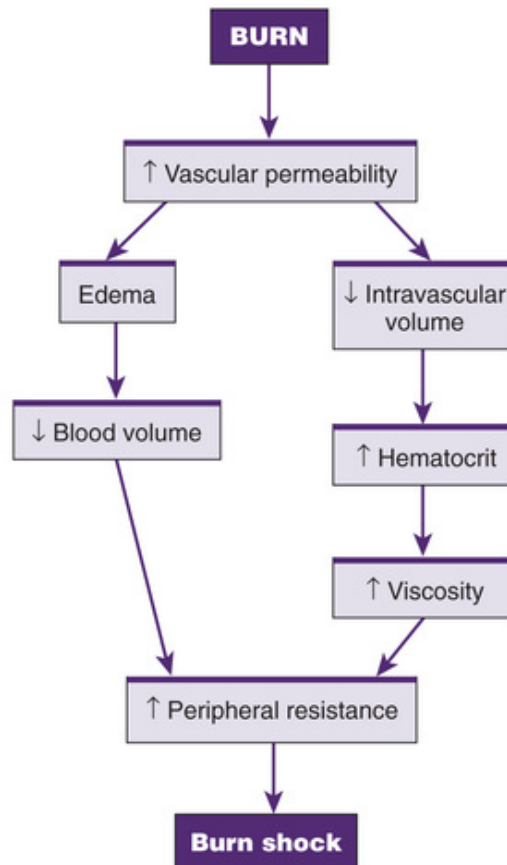 BURN
↑ Vascular permeability
Edema
↓ Intravascular
volume
↓ Blood volume
↑ Hematocrit
↑ Viscosity
↑ Peripheral resistance
Burn shock